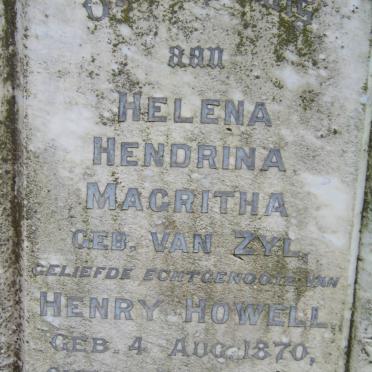 aan
HELENA
HENDRINA
MAGRITHA
GEB. VAN ZYL,
GELIEFDE ECHTGENOOTE VAN
HENRY HOWELL
GEB. 4 AUG. 1870,